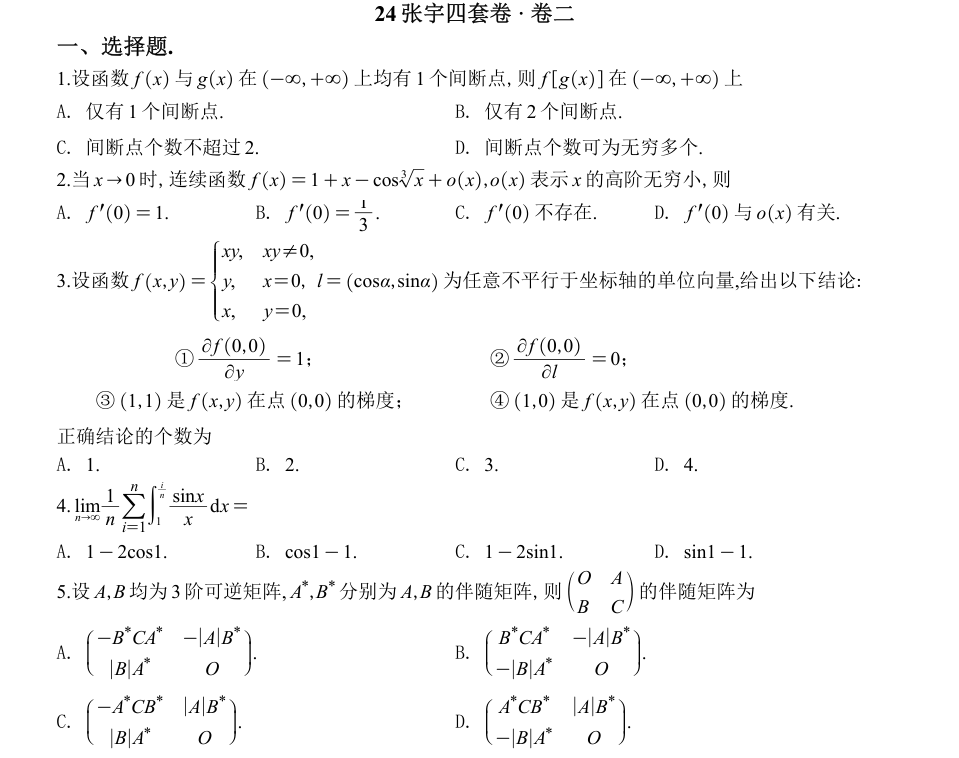 24张宇四套卷·卷二
一、选择题.
1.设函数 f(x) 与 g(x) 在 (−∞,+∞) 上均有 1 个间断点, 则 f[g(x)] 在 (−∞,+∞) 上
A. 仅有 1 个间断点. B. 仅有 2 个间断点.
C. 间断点个数不超过 2. D. 间断点个数可为无穷多个.
2.当 x→0 时, 连续函数 f(x) = 1 + x − cos∛x + o(x), o(x) 表示 x 的高阶无穷小, 则
A. f′(0) = 1. B. f′(0) = 1/3. C. f′(0) 不存在. D. f′(0) 与 o(x) 有关.
3.设函数 f(x,y) = { xy, xy≠0, y, x=0, x, y=0, l = (cosα, sinα) 为任意不平行于坐标轴的单位向量,给出以下结论:
① ∂f(0,0)/∂y = 1; ② ∂f(0,0)/∂l = 0;
③ (1,1) 是 f(x,y) 在点 (0,0) 的梯度; ④ (1,0) 是 f(x,y) 在点 (0,0) 的梯度.
正确结论的个数为
A. 1. B. 2. C. 3. D. 4.
4. lim_{n→∞} 1/n ∑_{i=1}^{n} ∫_{1}^{i/n} sinx/x dx =
A. 1 − 2cos1. B. cos1 − 1. C. 1 − 2sin1. D. sin1 − 1.
5.设 A,B 均为 3 阶可逆矩阵, A*,B* 分别为 A,B 的伴随矩阵, 则 (O A; B C) 的伴随矩阵为
A. (−B*CA* −|A|B*; |B|A* O). B. (B*CA* −|A|B*; −|B|A* O).
C. (−A*CB* |A|B*; |B|A* O). D. (A*CB* |A|B*; −|B|A* O).